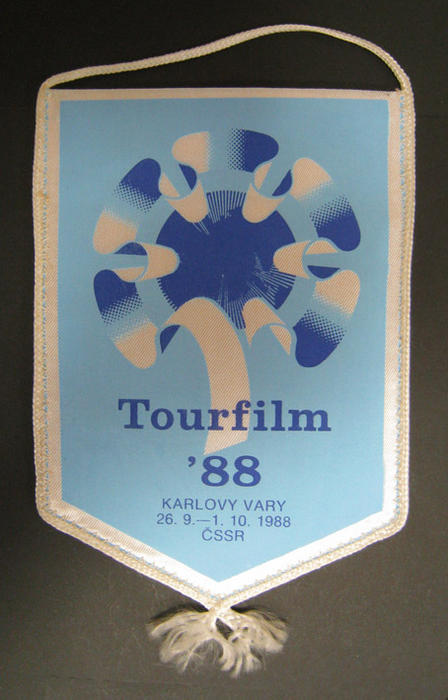 Tourfilm
’88
KARLOVY VARY
26. 9.—1. 10. 1988
ČSSR